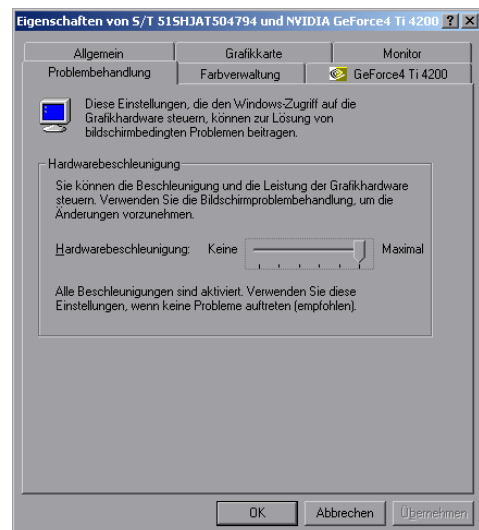 Eigenschaften von S/T 515HJAT504794 und NVIDIA GeForce4 Ti 4200
Allgemein Grafikkarte Monitor
Problembehandlung Farbverwaltung GeForce4 Ti 4200
Diese Einstellungen, die den Windows-Zugriff auf die
Grafikhardware steuern, können zur Lösung von
bildschirmbedingten Problemen beitragen.
Hardwarebeschleunigung
Sie können die Beschleunigung und die Leistung der Grafikhardware
steuern. Verwenden Sie die Bildschirmproblembehandlung, um die
Änderungen vorzunehmen.
Hardwarebeschleunigung: Keine Maximal
Alle Beschleunigungen sind aktiviert. Verwenden Sie diese
Einstellungen, wenn keine Probleme auftreten (empfohlen).
OK Abbrechen Übernehmen